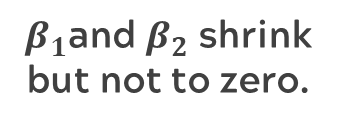 β₁and β₂ shrink
but not to zero.